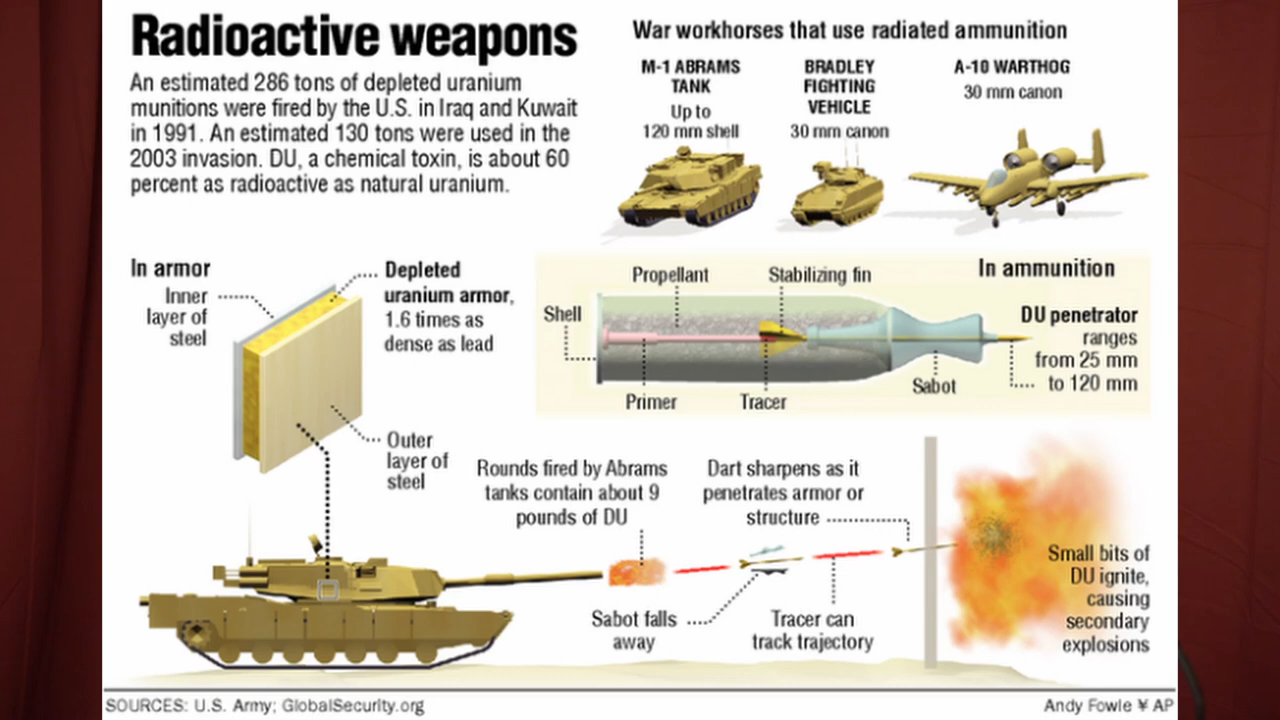 Radioactive weapons
An estimated 286 tons of depleted uranium
munitions were fired by the U.S. in Iraq and Kuwait
in 1991. An estimated 130 tons were used in the
2003 invasion. DU, a chemical toxin, is about 60
percent as radioactive as natural uranium.
War workhorses that use radiated ammunition
M-1 ABRAMS
TANK
Up to
120 mm shell
BRADLEY
FIGHTING
VEHICLE
30 mm canon
A-10 WARTHOG
30 mm canon
In armor
Inner
layer of
steel
Depleted
uranium armor,
1.6 times as
dense as lead
Outer
layer of
steel
In ammunition
Shell
Propellant
Stabilizing fin
Primer
Tracer
Sabot
DU penetrator
ranges
from 25 mm
to 120 mm
Rounds fired by Abrams
tanks contain about 9
pounds of DU
Dart sharpens as it
penetrates armor or
structure
Sabot falls
away
Tracer can
track trajectory
Small bits of
DU ignite,
causing
secondary
explosions
SOURCES: U.S. Army; GlobalSecurity.org
Andy Fowle ¥ AP